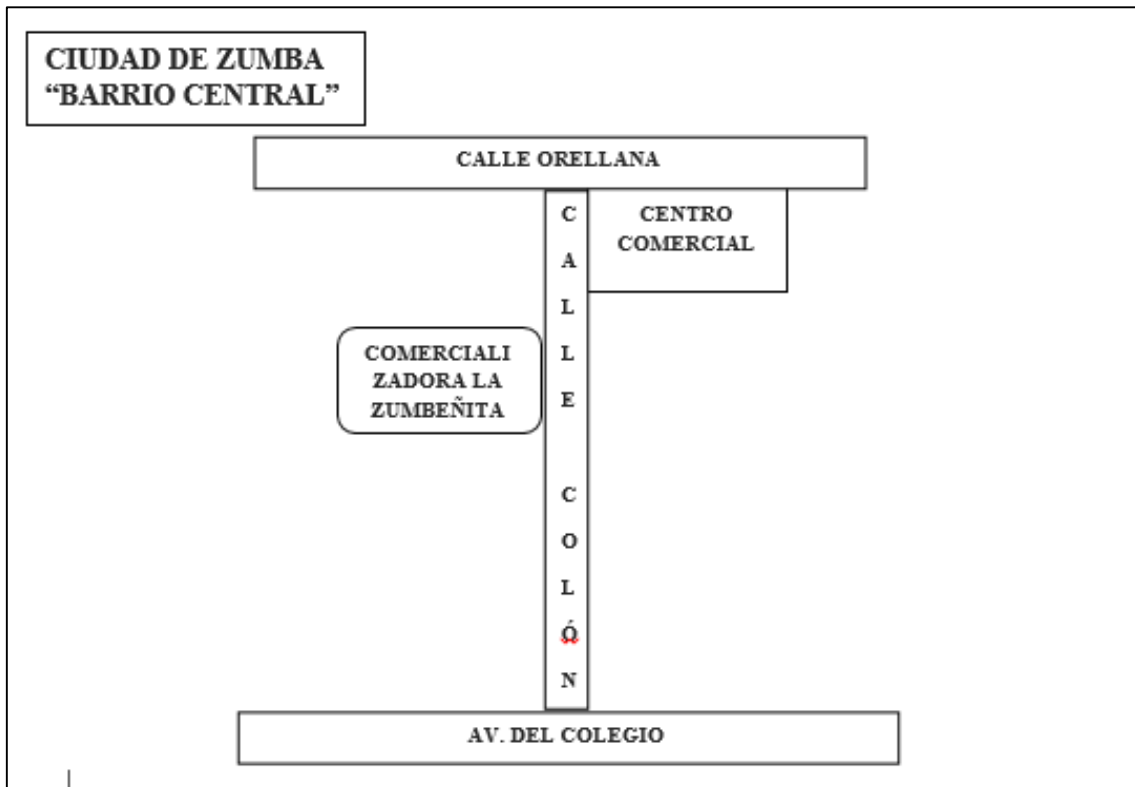 CIUDAD DE ZUMBA
“BARRIO CENTRAL”
CALLE ORELLANA
CENTRO
COMERCIAL
C
A
L
L
E
C
O
L
Ó
N
COMERCIALI
ZADORA LA
ZUMBEÑITA
AV. DEL COLEGIO